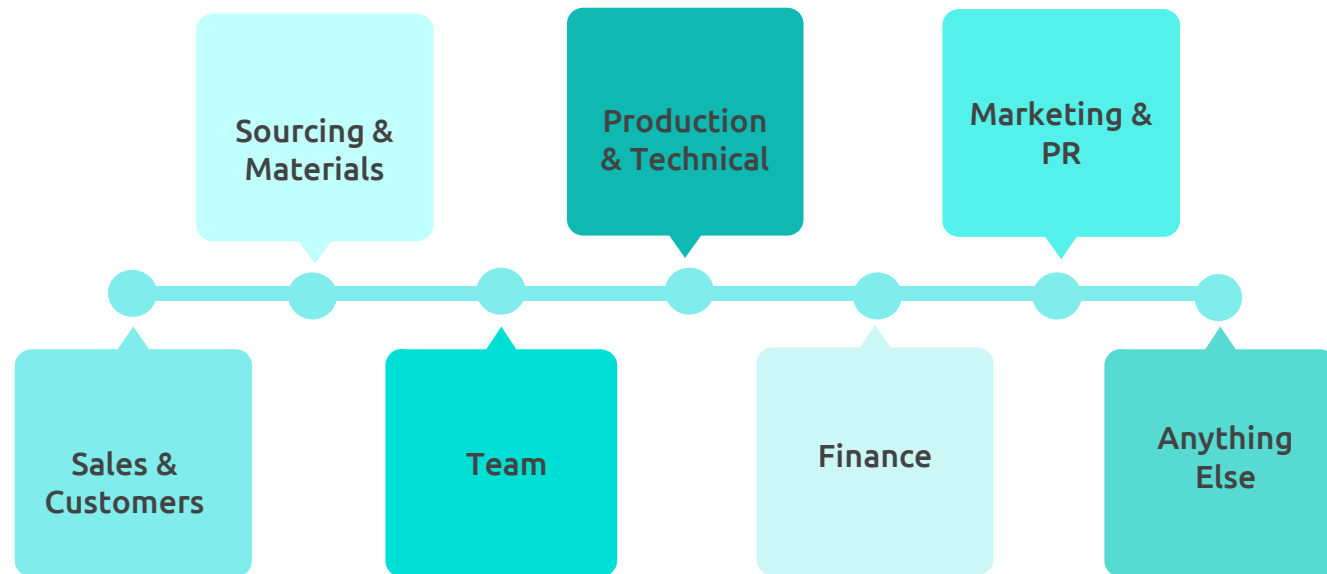 Sourcing &
Materials
Production
& Technical
Marketing &
PR
Sales &
Customers
Team
Finance
Anything
Else